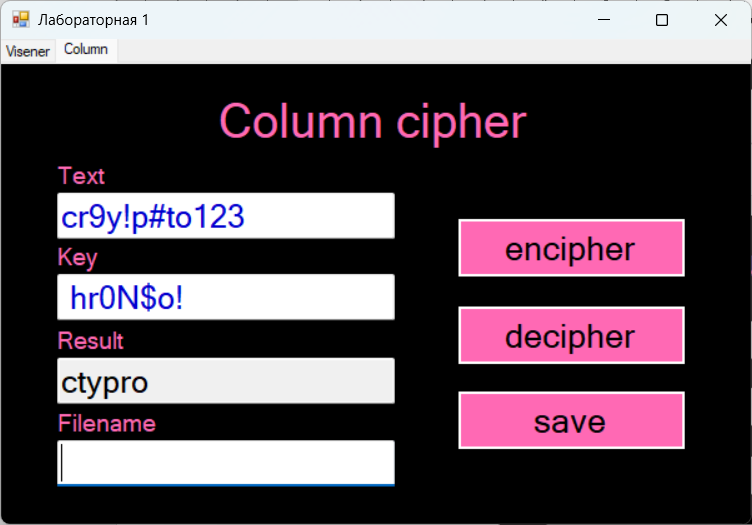 Лабораторная 1
Visener Column
Column cipher
Text
cr9y!p#to123
Key
hr0N$o!
Result
ctypro
Filename
encipher
decipher
save